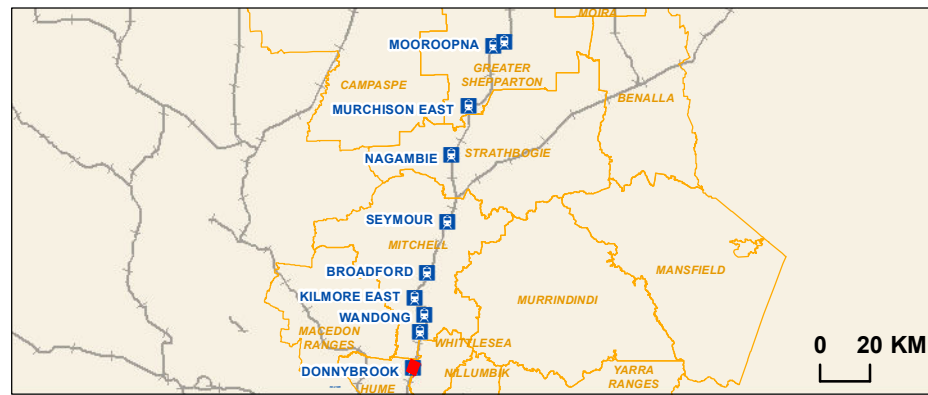 MOIRA
MOOROOPNA
GREATER
SHEPPARTON
CAMPASPE
BENALLA
MURCHISON EAST
STRATHBOGIE
NAGAMBIE
SEYMOUR
MITCHELL
BROADFORD
MANSFIELD
KILMORE EAST
MURRINDINDI
WANDONG
MACEDON
RANGES
WHITTLESEA
0 20 KM
DONNYBROOK
NILLUMBIK
YARRA
RANGES
HUME